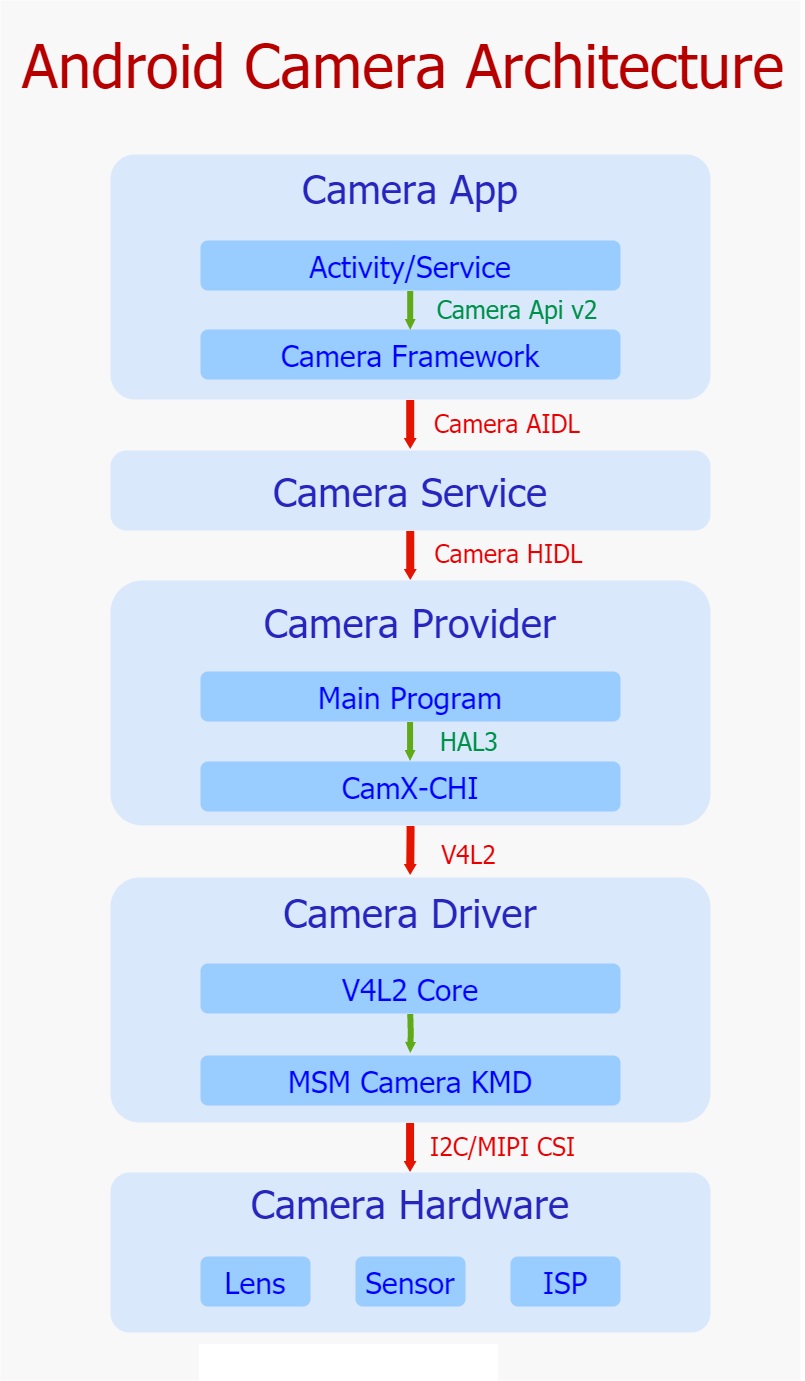 Android Camera Architecture
Camera App
Activity/Service
Camera Api v2
Camera Framework
Camera AIDL
Camera Service
Camera HIDL
Camera Provider
Main Program
HAL3
CamX-CHI
V4L2
Camera Driver
V4L2 Core
MSM Camera KMD
I2C/MIPI CSI
Camera Hardware
Lens
Sensor
ISP